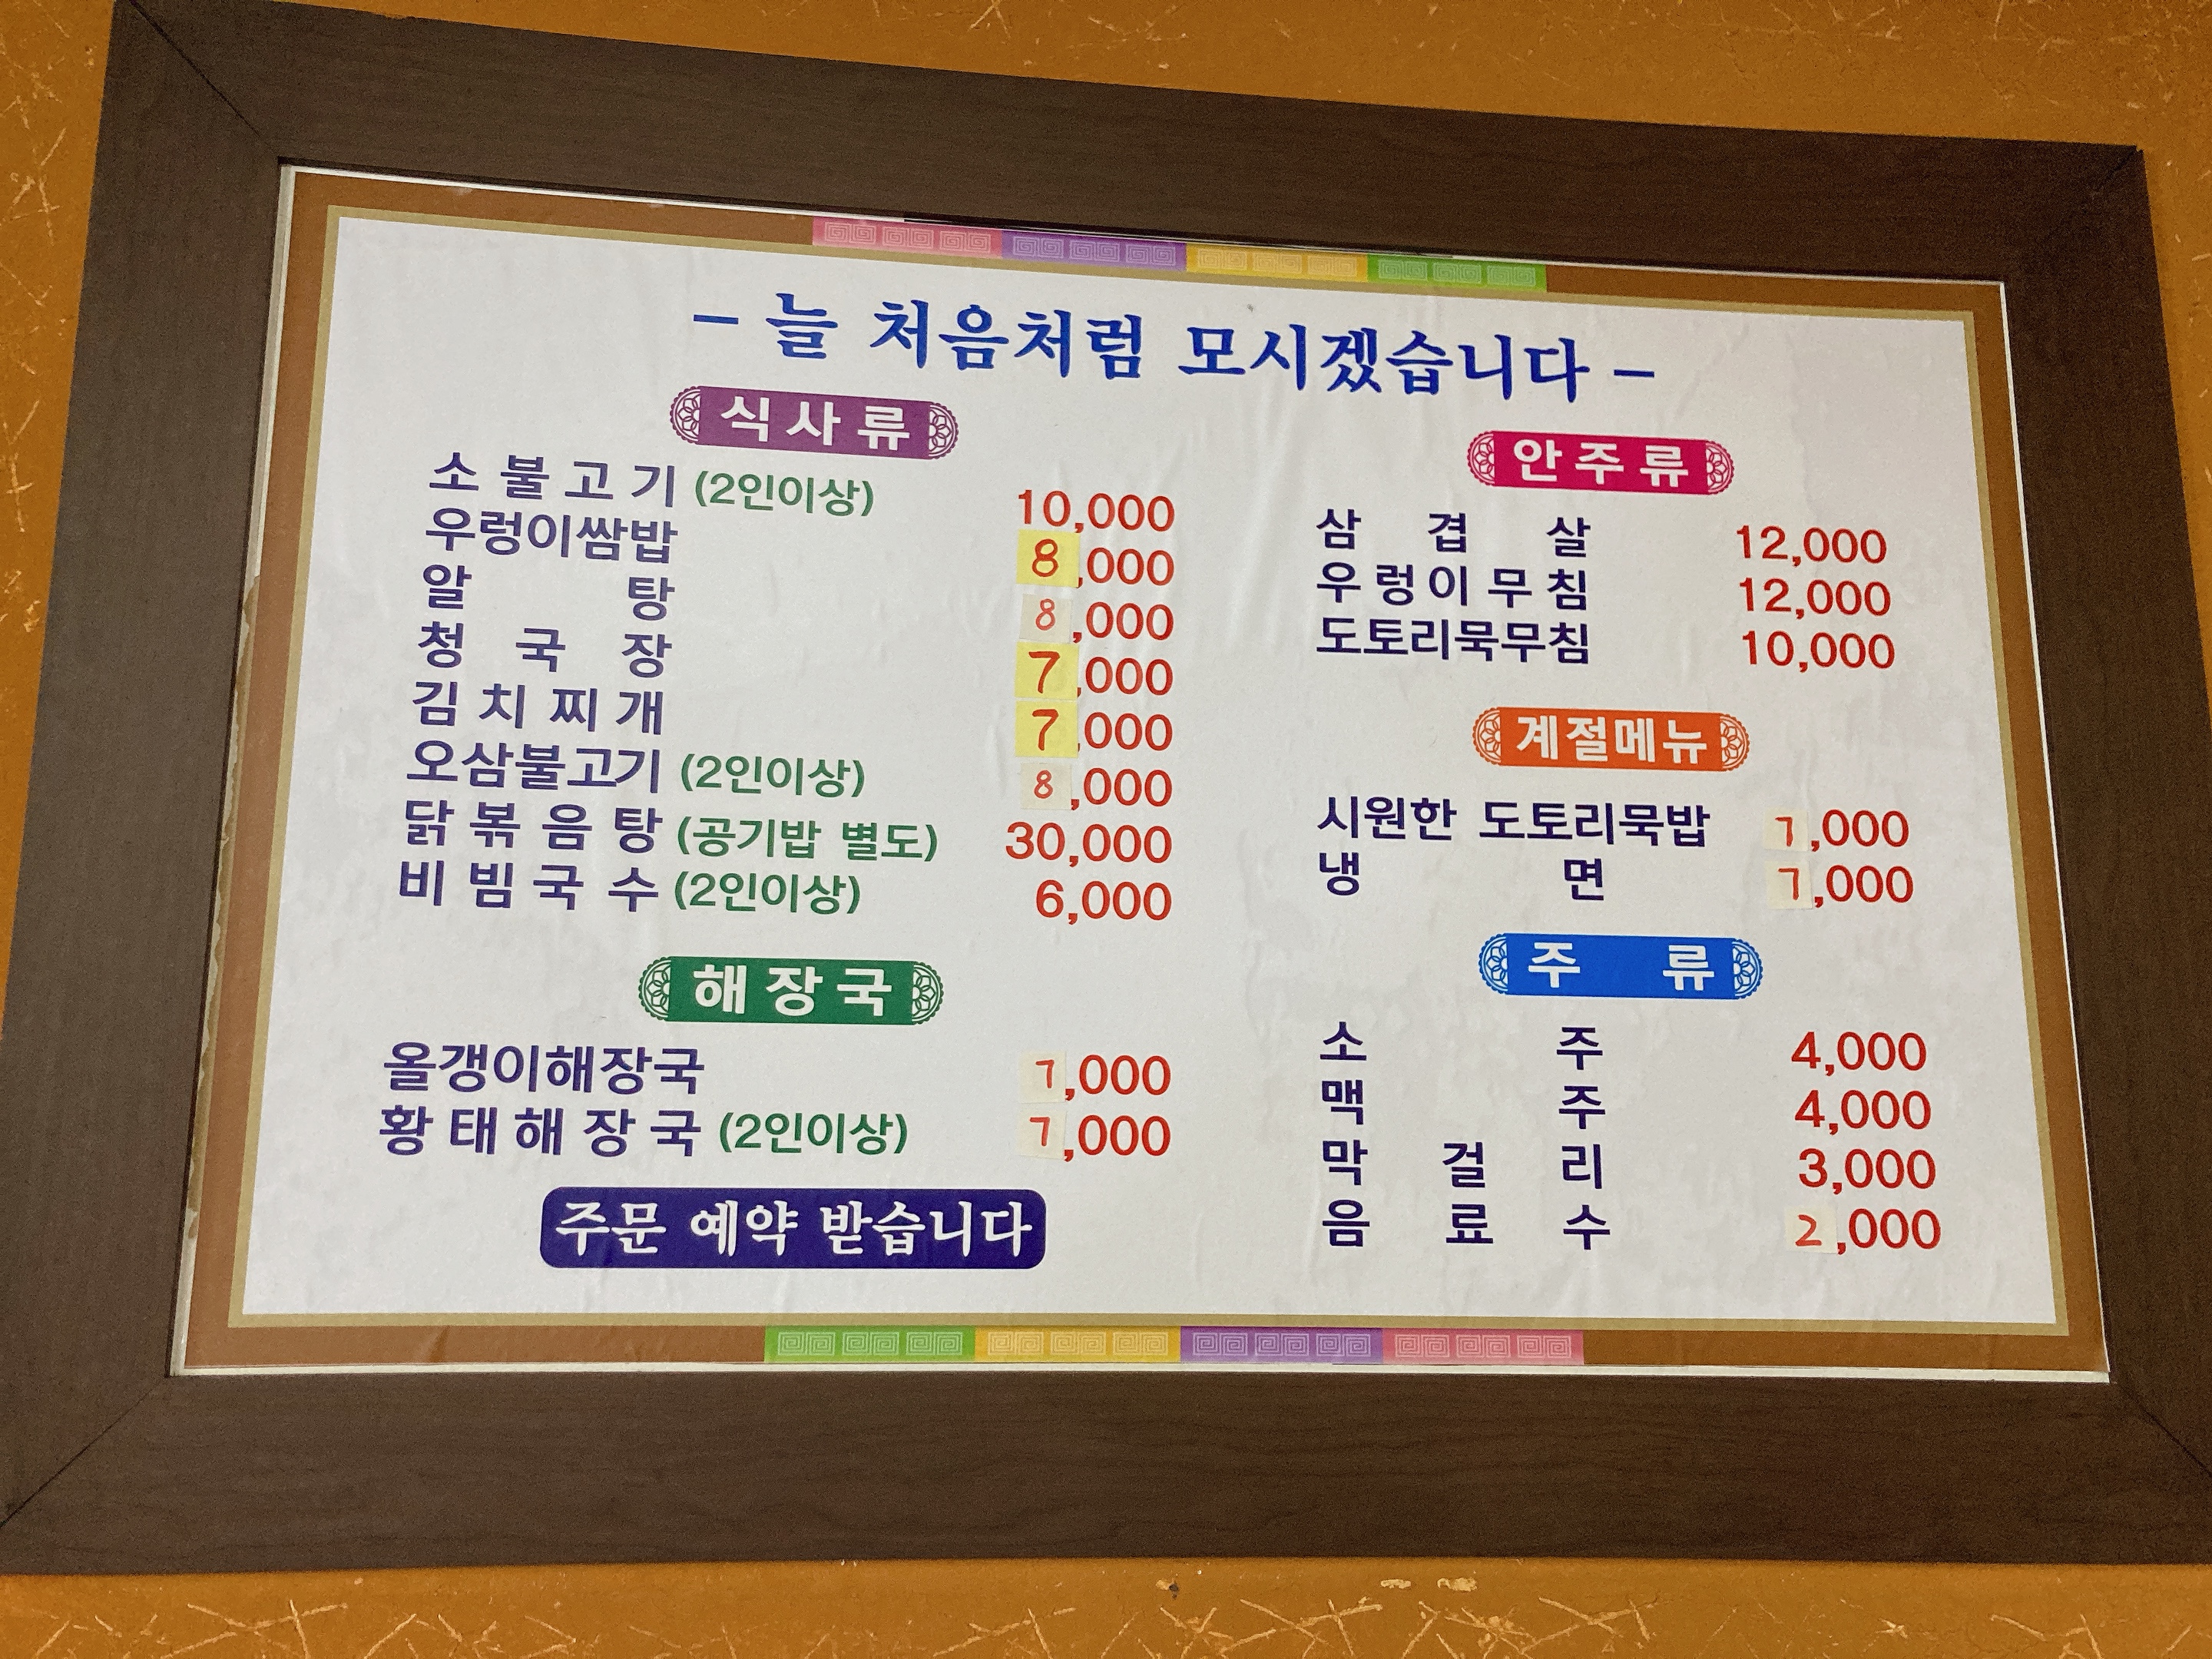 - 늘 처음처럼 모시겠습니다 -
식사류
소불고기 (2인이상) 10,000
우렁이쌈밥 8,000
알탕 8,000
청국장 7,000
김치찌개 7,000
오삼불고기 (2인이상) 8,000
닭볶음탕 (공기밥 별도) 30,000
비빔국수 (2인이상) 6,000
해장국
올갱이해장국 7,000
황태해장국 (2인이상) 7,000
주문 예약 받습니다
안주류
삼겹살 12,000
우렁이무침 12,000
도토리묵무침 10,000
계절메뉴
시원한 도토리묵밥 7,000
냉면 7,000
주류
소주 4,000
맥주 4,000
막걸리 3,000
음료수 2,000